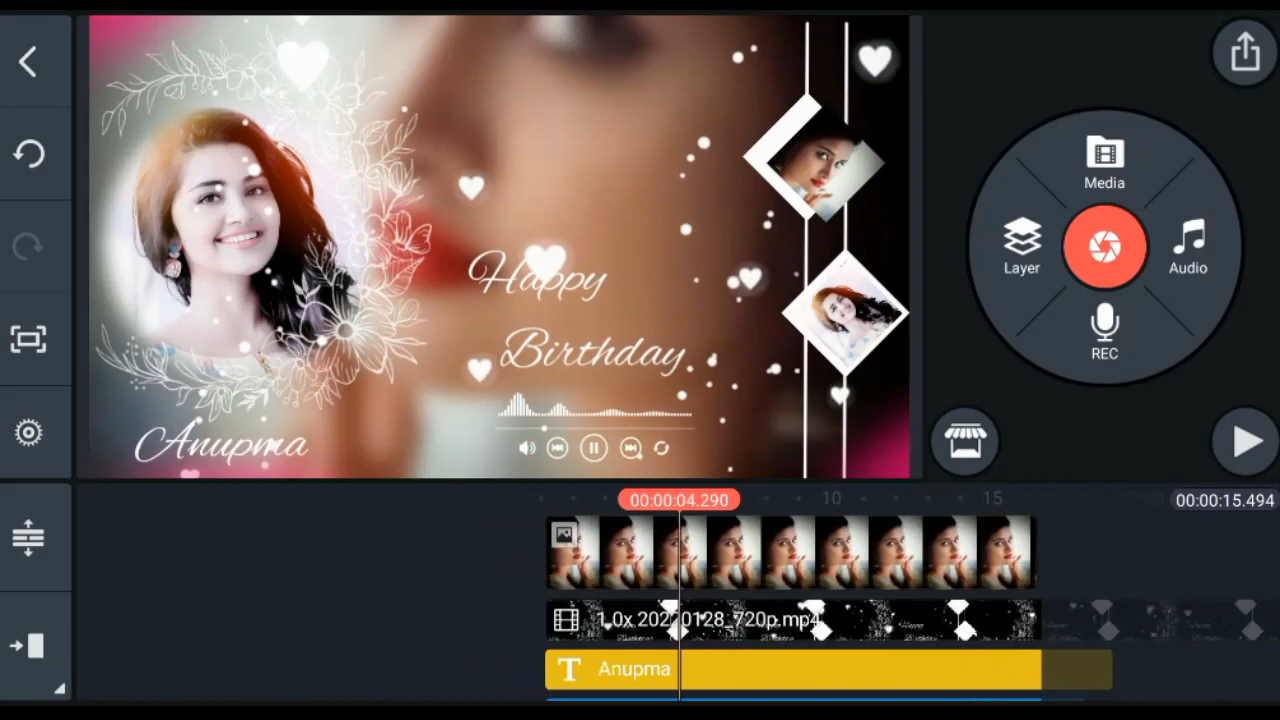 Happy
Birthday
Anupma
Media
Layer
Audio
REC
00:00:04.290
10
15
00:00:15.494
1.0x 20220128_720p.mp4
Anupma